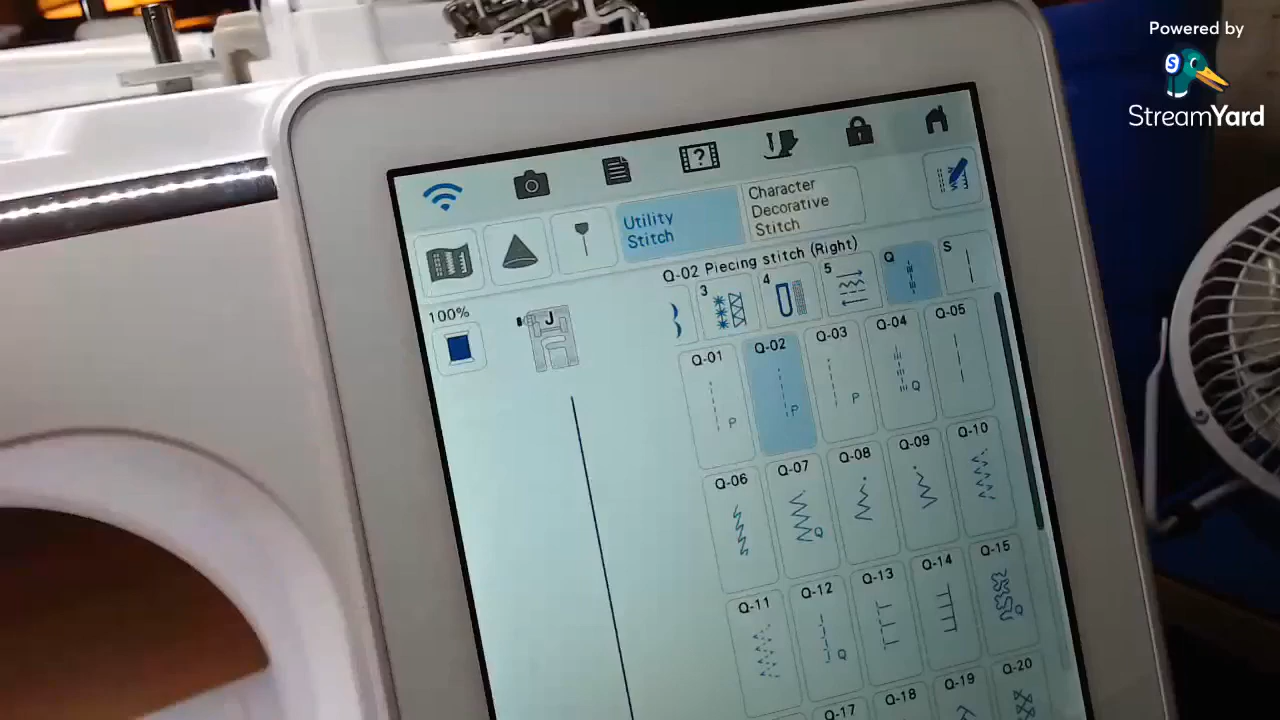 Powered by
S
StreamYard
Utility
Stitch
Character
Decorative
Stitch
Q-02 Piecing stitch (Right)
100%
J
3
4
5
Q
S
Q-01
P
Q-02
P
Q-03
P
Q-04
Q
Q-05
Q-06
Q-07
Q
Q-08
Q-09
Q-10
Q-11
Q-12
Q
Q-13
Q-14
Q-15
Q
Q-17
Q-18
Q-19
Q-20